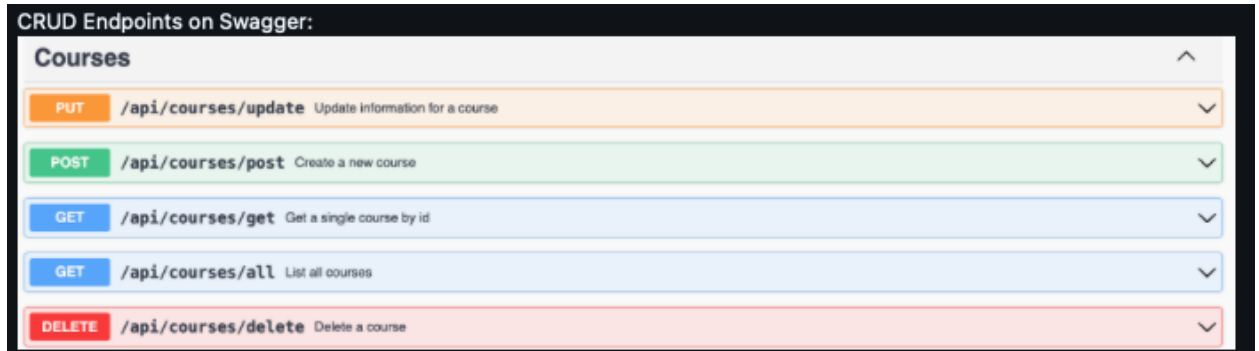 CRUD Endpoints on Swagger:
Courses
PUT /api/courses/update Update information for a course
POST /api/courses/post Create a new course
GET /api/courses/get Get a single course by id
GET /api/courses/all List all courses
DELETE /api/courses/delete Delete a course